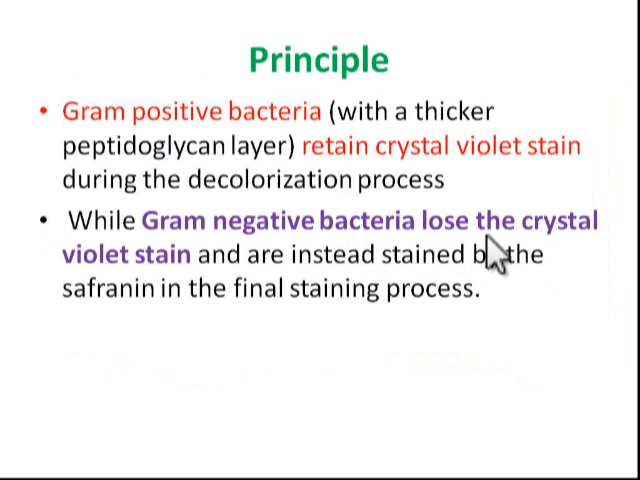 Principle
• Gram positive bacteria (with a thicker
peptidoglycan layer) retain crystal violet stain
during the decolorization process
• While Gram negative bacteria lose the crystal
violet stain and are instead stained the
safranin in the final staining process.